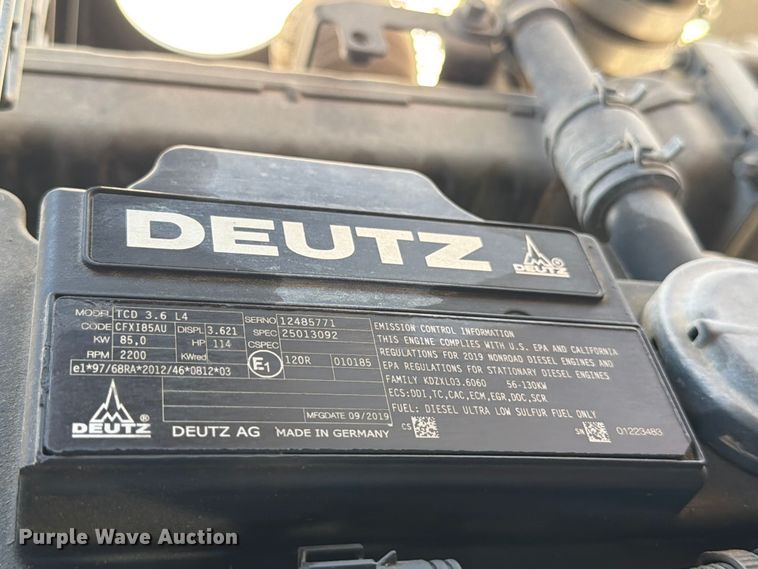 DEUTZ
DEUTZ
MODEL TCD 3.6 L4 SERNO 12485771
CODE CFXI85AU DISPL 3.621 SPEC 25013092
KW 85,0 HP 114 CSPEC
RPM 2200 KWred E1 120R 010185
e1*97/68RA*2012/46*0812*03
EMISSION CONTROL INFORMATION
THIS ENGINE COMPLIES WITH U.S. EPA AND CALIFORNIA
REGULATIONS FOR 2019 NONROAD DIESEL ENGINES AND
EPA REGULATIONS FOR STATIONARY DIESEL ENGINES
FAMILY KDZXL03.6060 56-130KW
ECS:DDI,TC,CAC,ECM,EGR,DOC,SCR
FUEL: DIESEL ULTRA LOW SULFUR FUEL ONLY
MFGDATE 09/2019
DEUTZ ®
DEUTZ AG MADE IN GERMANY
CS SN 01223483
Purple Wave Auction